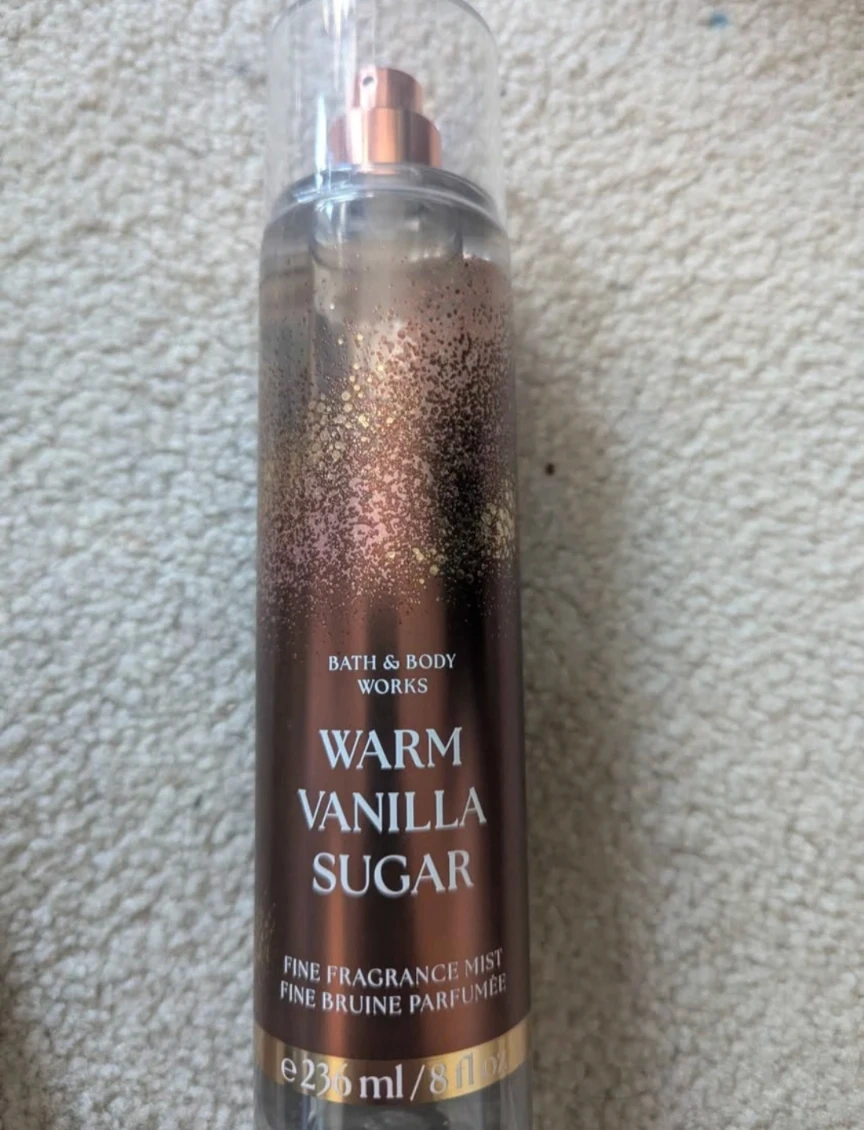 BATH & BODY
WORKS
WARM
VANILLA
SUGAR
FINE FRAGRANCE MIST
FINE BRUINE PARFUMÉE
e 236 ml / 8 fl oz